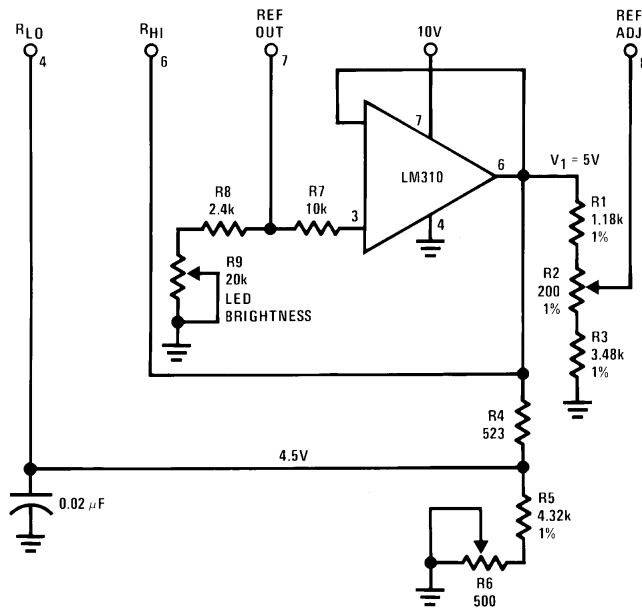 RLO
4
RHI
6
REF
OUT
7
10V
REF
ADJ
7
LM310
6
3
4
V1 = 5V
R8
2.4k
R7
10k
R9
20k
LED
BRIGHTNESS
R1
1.18k
1%
R2
200
1%
R3
3.48k
1%
R4
523
4.5V
0.02 μF
R5
4.32k
1%
R6
500